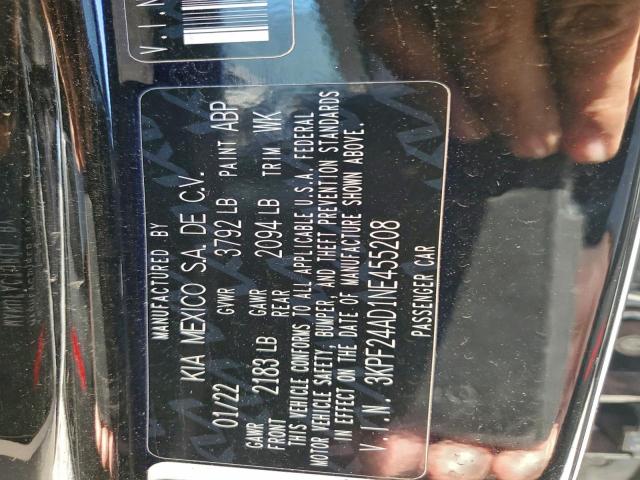 V.I.N
MANUFACTURED BY
KIA MEXICO S.A. DE C.V.
01/22 GVWR 3792 LB PAINT ABP
GAWR FRONT 2183 LB GAWR REAR 2094 LB TRIM WK
THIS VEHICLE CONFORMS TO ALL APPLICABLE U.S.A. FEDERAL
MOTOR VEHICLE SAFETY, BUMPER, AND THEFT PREVENTION STANDARDS
IN EFFECT ON THE DATE OF MANUFACTURE SHOWN ABOVE.
V.I.N. 3KPF24AD1NE455208
PASSENGER CAR